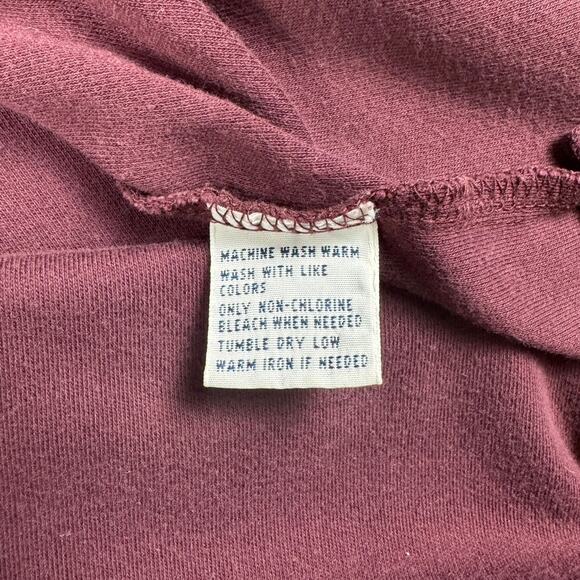 MACHINE WASH WARM
WASH WITH LIKE
COLORS
ONLY NON-CHLORINE
BLEACH WHEN NEEDED
TUMBLE DRY LOW
WARM IRON IF NEEDED